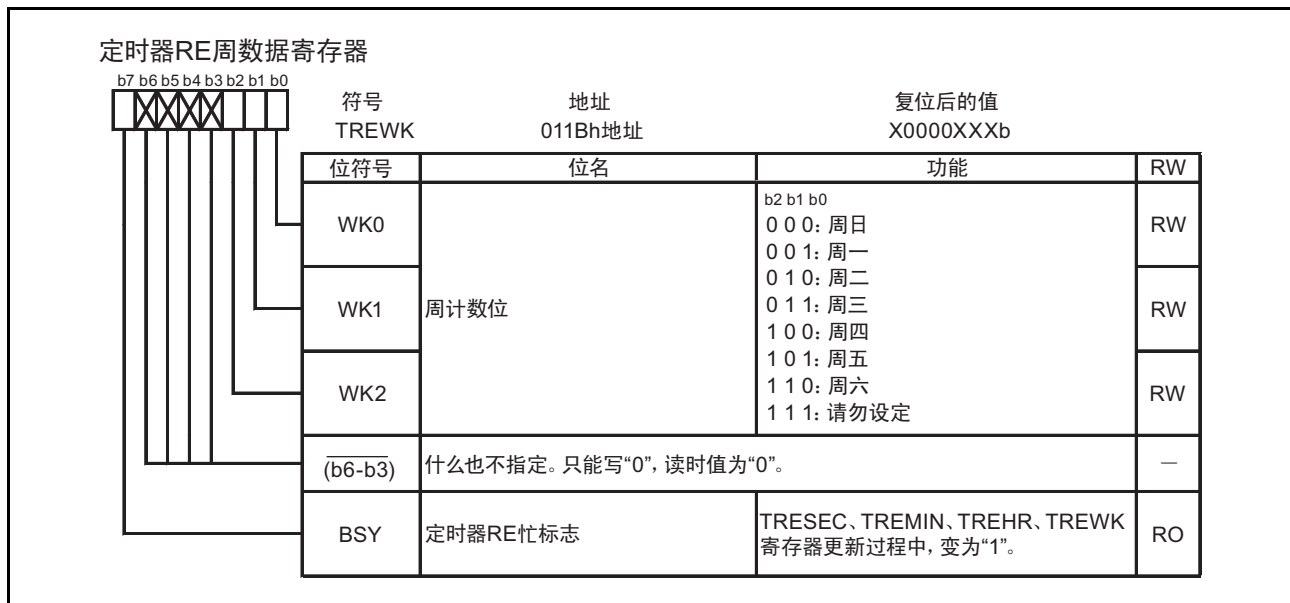 定时器RE周数据寄存器
b7 b6 b5 b4 b3 b2 b1 b0
符号 地址 复位后的值
TREWK 011Bh地址 X0000XXXb
位符号 位名 功能 RW
WK0 RW
WK1 周计数位 RW
WK2 RW
b2 b1 b0
0 0 0: 周日
0 0 1: 周一
0 1 0: 周二
0 1 1: 周三
1 0 0: 周四
1 0 1: 周五
1 1 0: 周六
1 1 1: 请勿设定
(b6-b3) 什么也不指定。只能写“0”, 读时值为“0”。 —
BSY 定时器RE忙标志 TRESEC、TREMIN、TREHR、TREWK RO
寄存器更新过程中, 变为“1”。